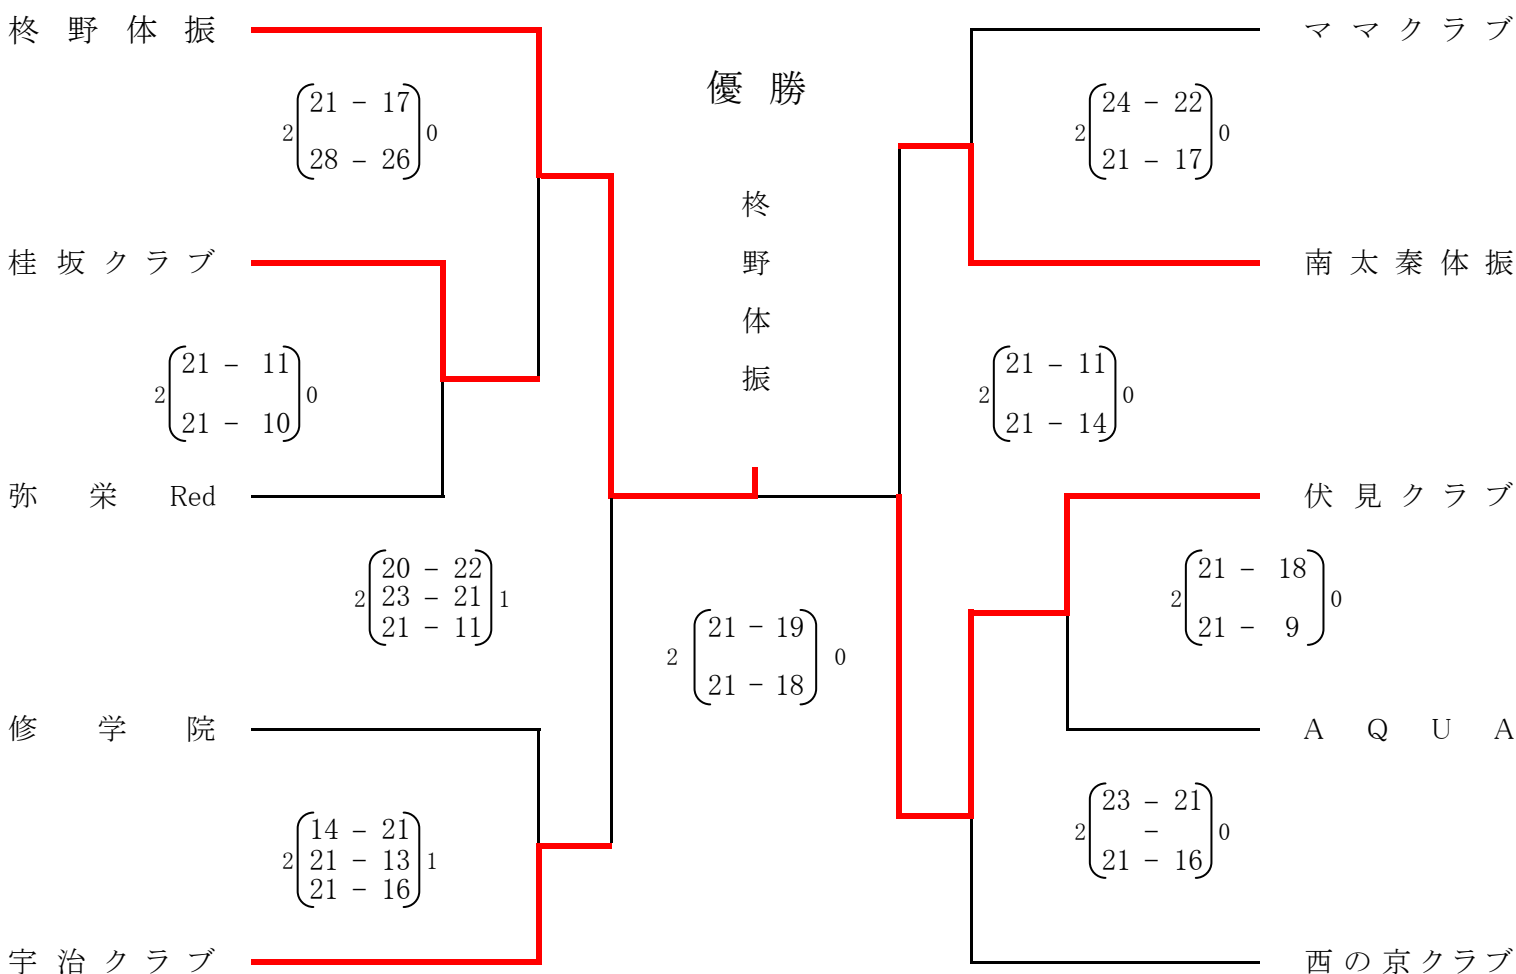 柊野体振
ママクラブ
優勝
2 21 － 17 0
28 － 26
2 24 － 22 0
21 － 17
柊野体振
桂坂クラブ
南太秦体振
2 21 － 11 0
21 － 10
2 21 － 11 0
21 － 14
弥栄Red
伏見クラブ
2 20 － 22 1
23 － 21
21 － 11
2 21 － 18 0
21 － 9
2 21 － 19 0
21 － 18
修学院
AQUA
2 14 － 21 1
21 － 13
21 － 16
2 23 － 21 0
－
21 － 16
宇治クラブ
西の京クラブ